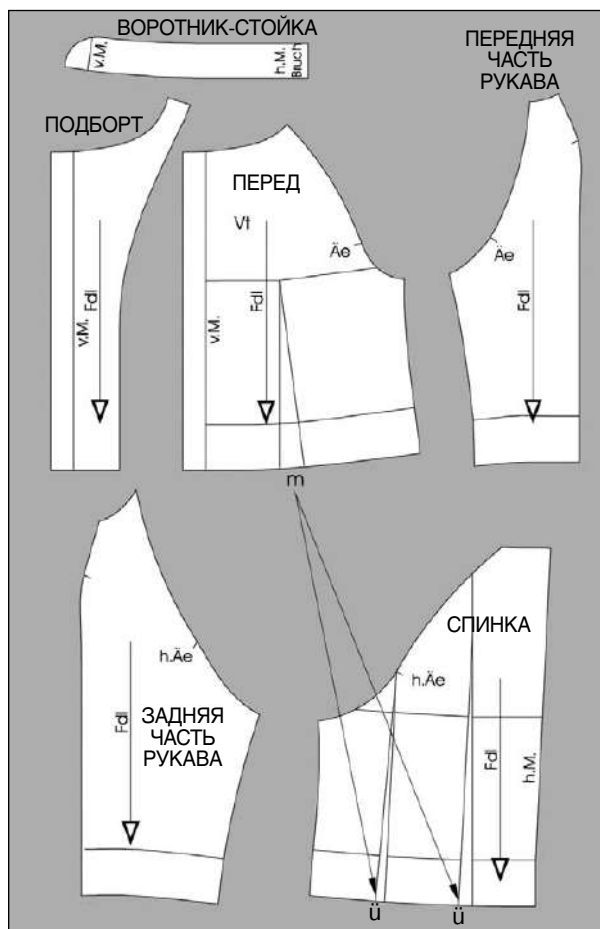 ВОРОТНИК-СТОЙКА
v.M.
h.M.
Bruch
ПЕРЕДНЯЯ
ЧАСТЬ
РУКАВА
ПОДБОРТ
v.M.
Fdl
ПЕРЕД
Vt
Äe
v.M.
Fdl
Äe
Fdl
m
h.Äe
Fdl
ЗАДНЯЯ
ЧАСТЬ
РУКАВА
СПИНКА
h.Äe
Fdl
h.M.
ü
ü